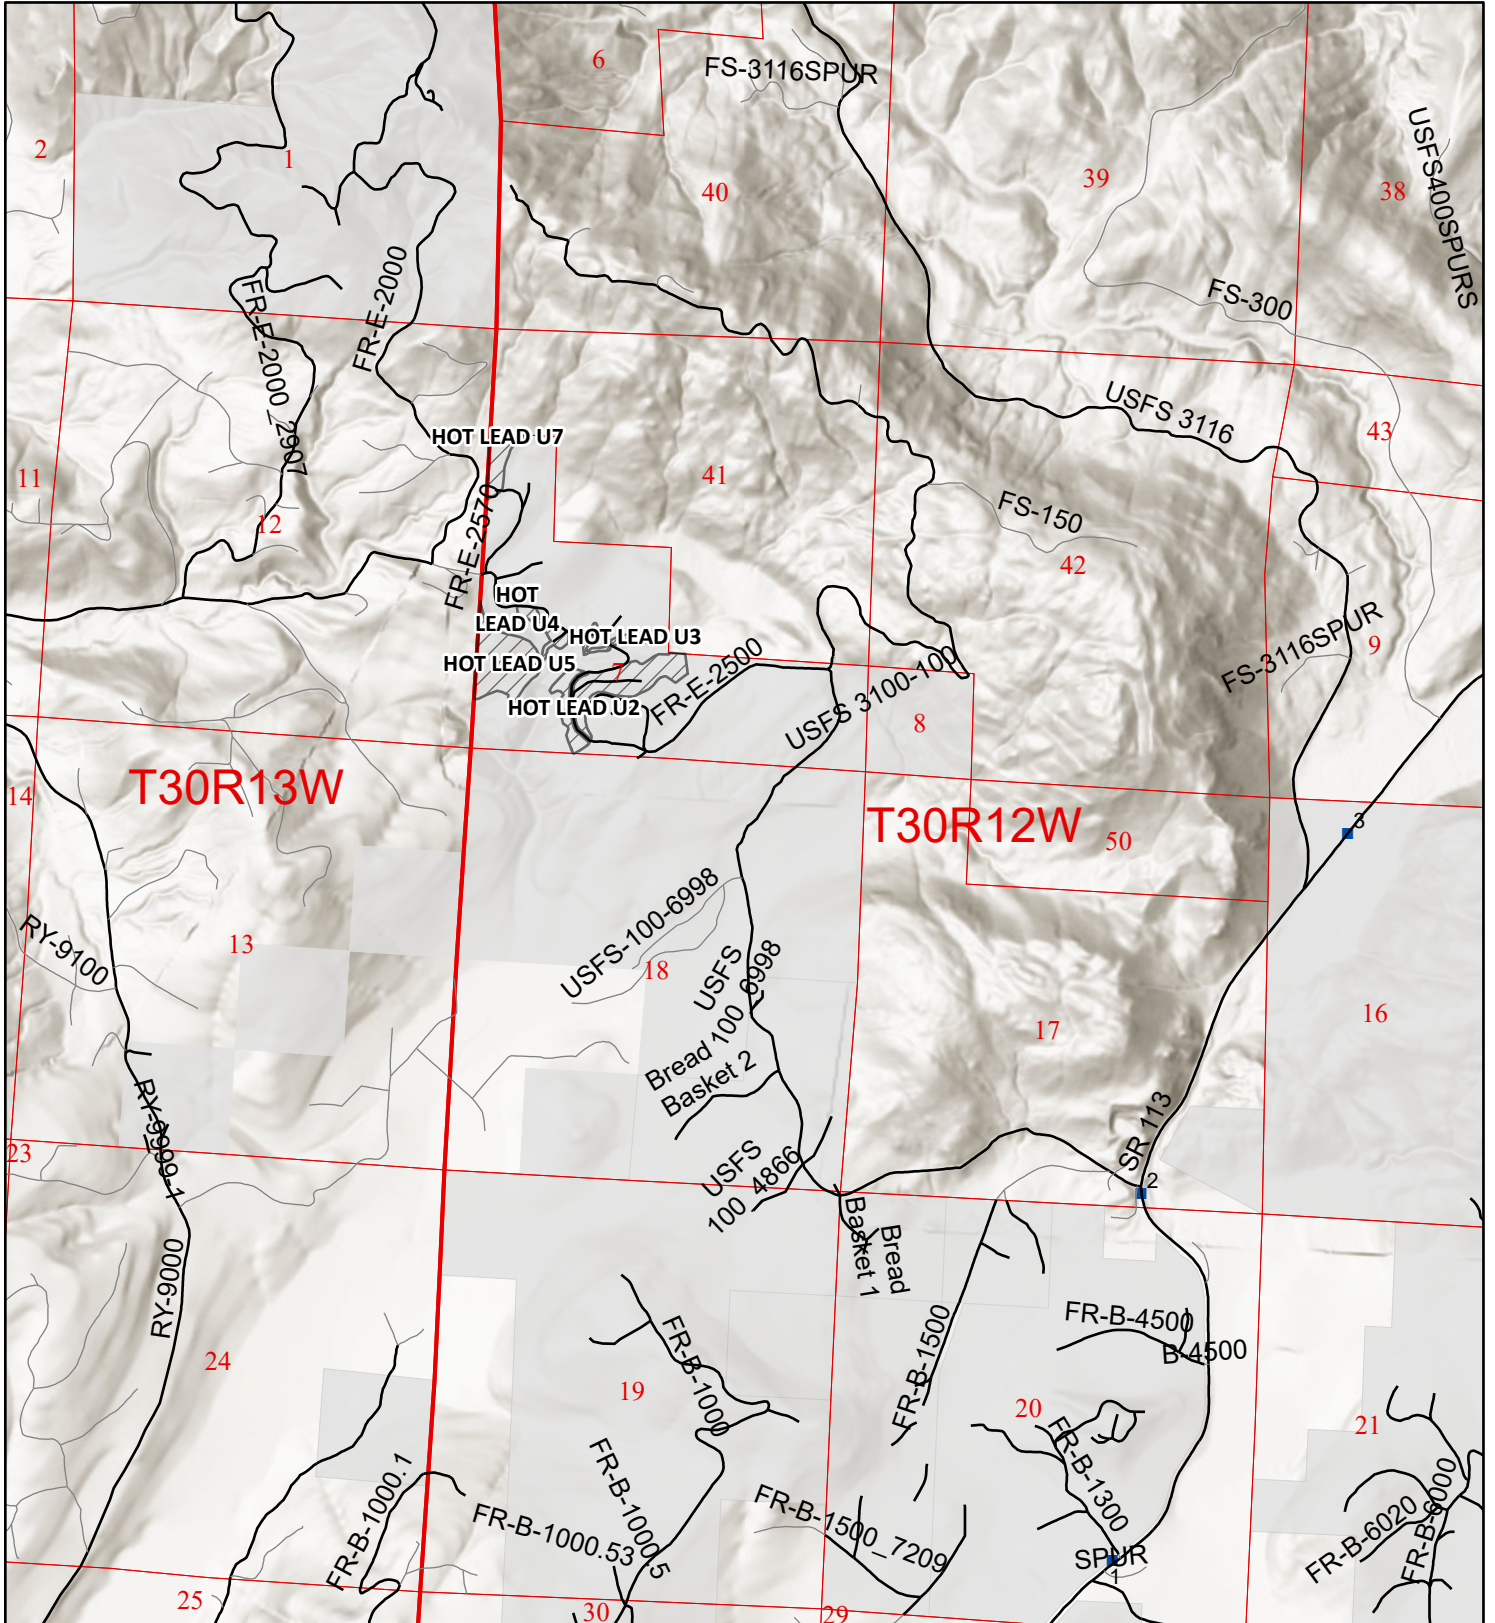 6
FS-3116SPUR
2
1
40
39
38
USFS400SPURS
FR-E-2000
FR-E-2000_2907
FS-300
USFS 3116
43
HOT LEAD U7
11
41
12
FR-E-2570
FS-150
42
HOT
LEAD U4
HOT LEAD U3
HOT LEAD U5
7
HOT LEAD U2
FR-E-2500
USFS 3100-100
FS-3116SPUR
9
8
T30R13W
14
T30R12W
50
3
USFS-100-6998
RY-9100
13
18
USFS
100_6998
16
17
Bread
Basket 2
RY-9999-1
SR 113
23
2
USFS
100_4866
Bread
Basket 1
RY-9000
FR-B-1500
FR-B-4500
B-4500
24
FR-B-1000
19
20
21
FR-B-1300
FR-B-1000.1
FR-B-1000.53
FR-B-1000.5
FR-B-1500_7209
FR-B-6020
FR-B-6000
SPUR
1
25
30
29